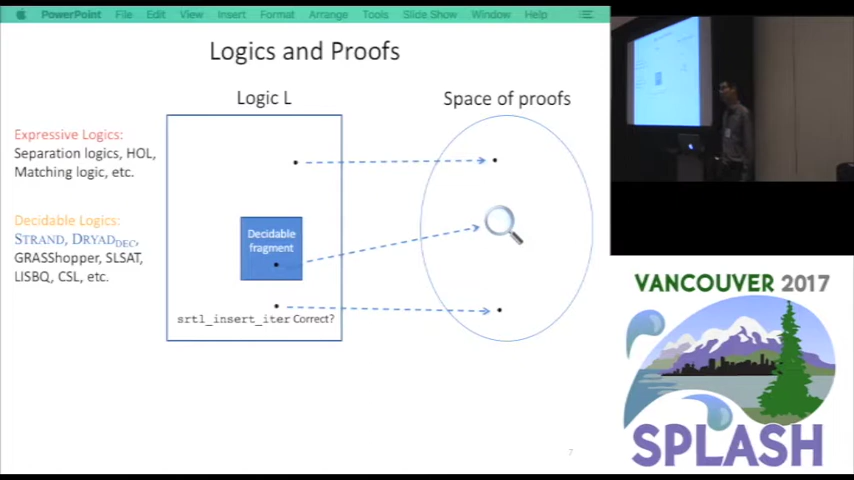 PowerPoint File Edit View Insert Format Arrange Tools Slide Show Window Help
Logics and Proofs
Logic L
Space of proofs
Expressive Logics:
Separation logics, HOL,
Matching logic, etc.
Decidable Logics:
STRAND, DRYADDEC,
GRASShopper, SLSAT,
LISBQ, CSL, etc.
Decidable
fragment
srtl_insert_iter Correct?
7
VANCOUVER 2017
SPLASH